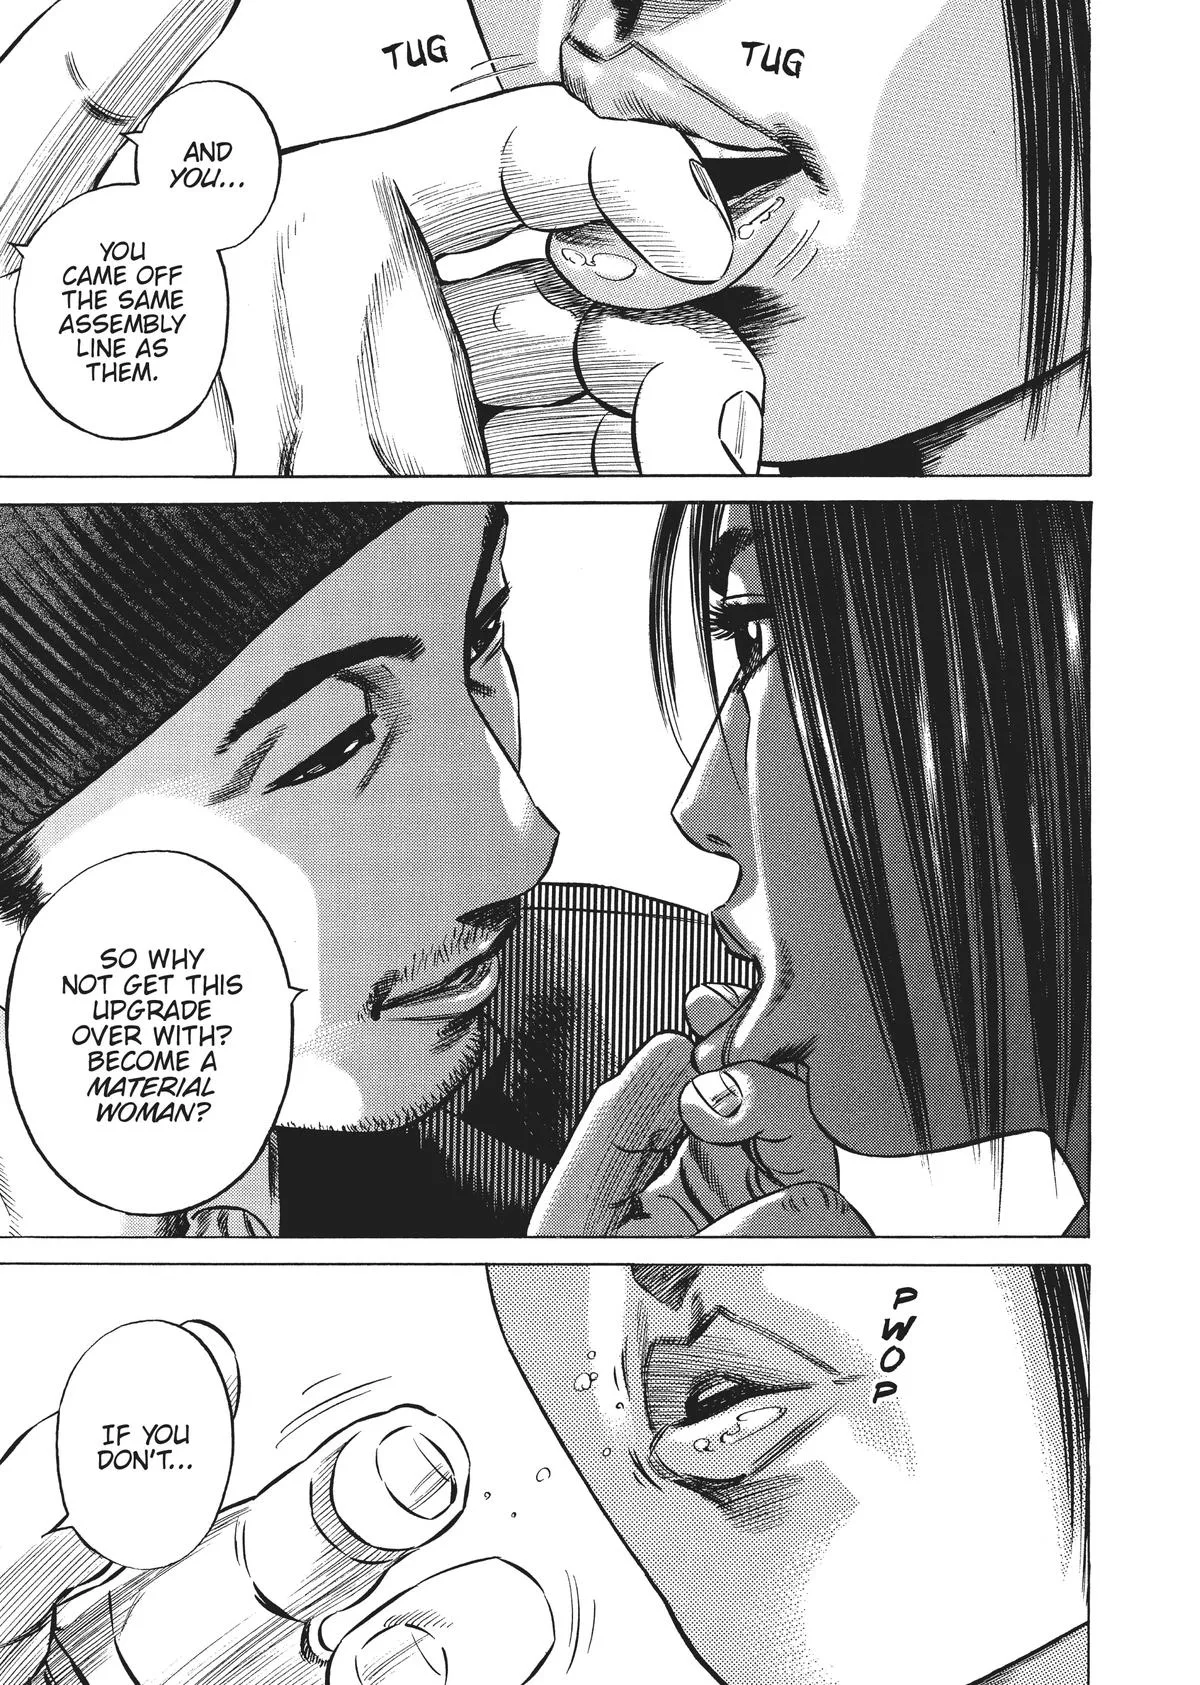 TUG
TUG
AND
YOU...
YOU
CAME OFF
THE SAME
ASSEMBLY
LINE AS
THEM.
SO WHY
NOT GET THIS
UPGRADE
OVER WITH?
BECOME A
MATERIAL
WOMAN?
PWOP
IF YOU
DON'T...